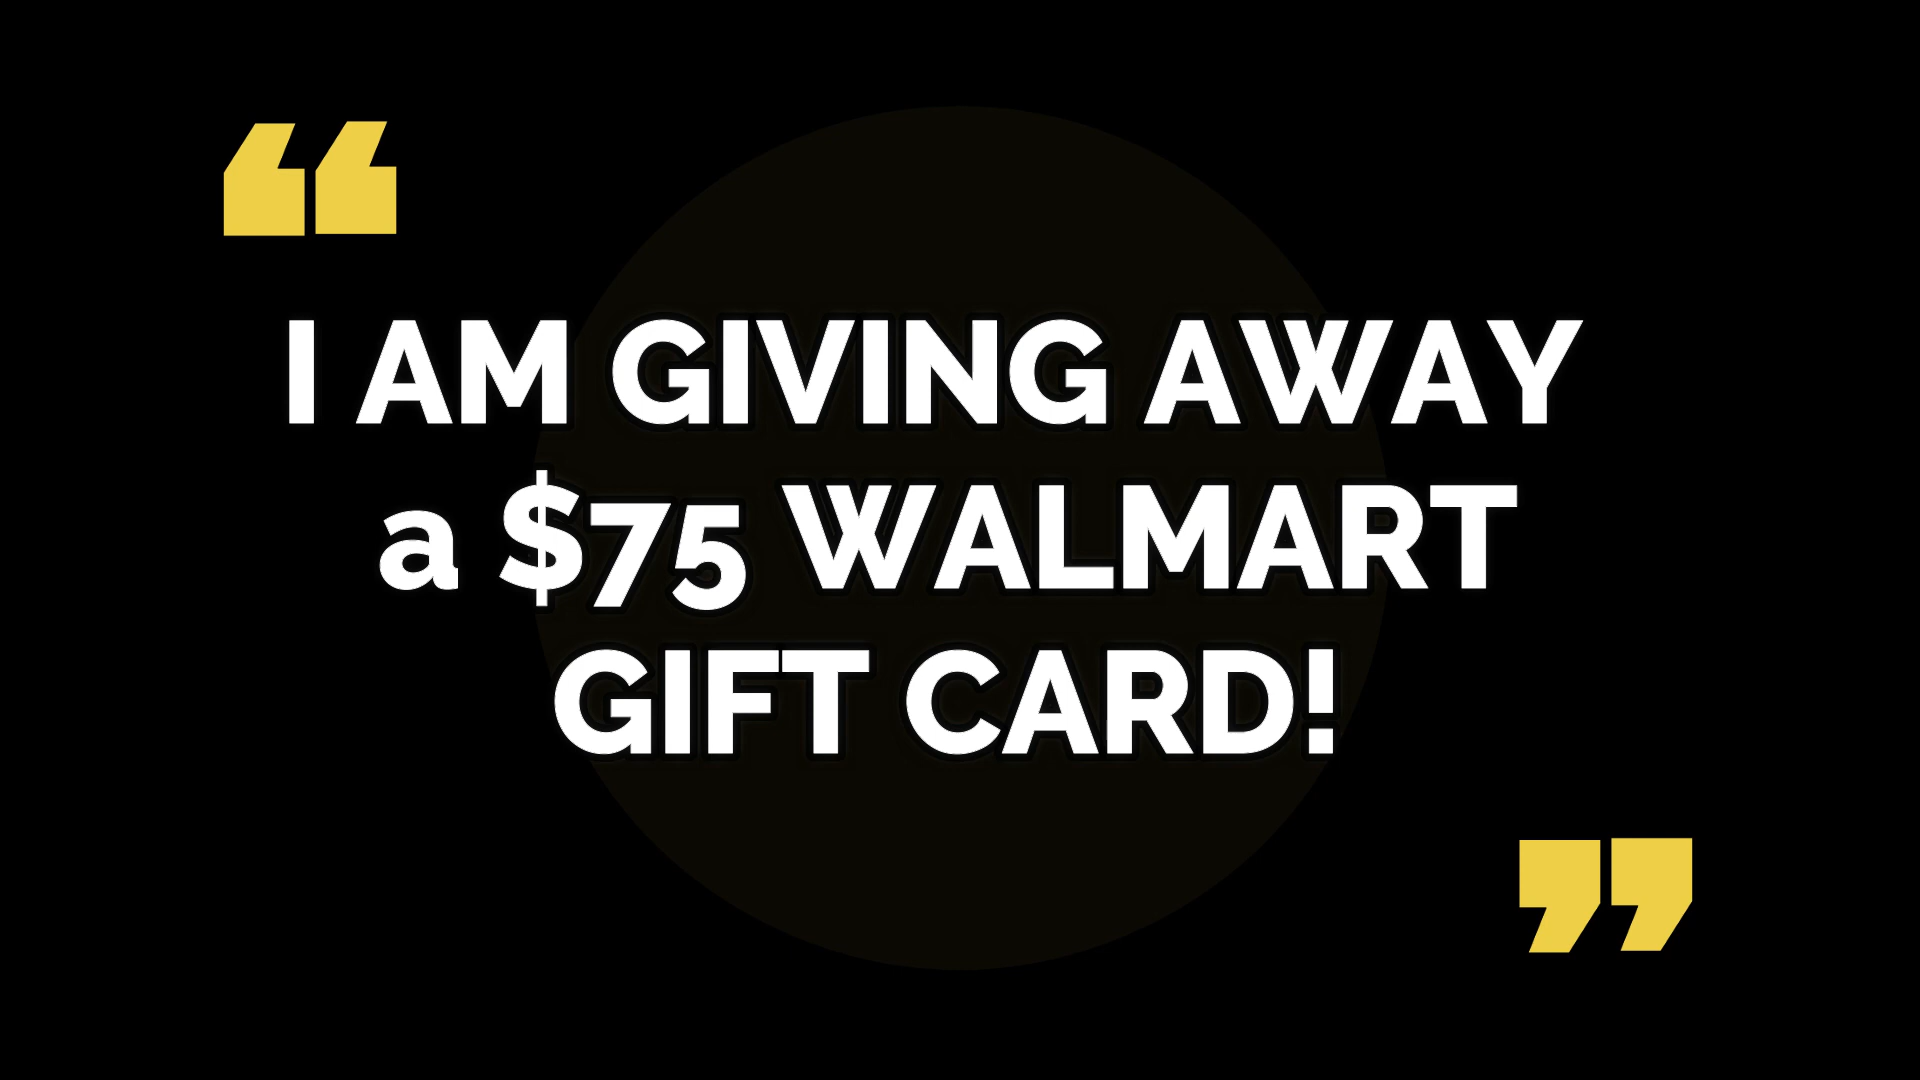 “
I AM GIVING AWAY
a $75 WALMART
GIFT CARD!
”